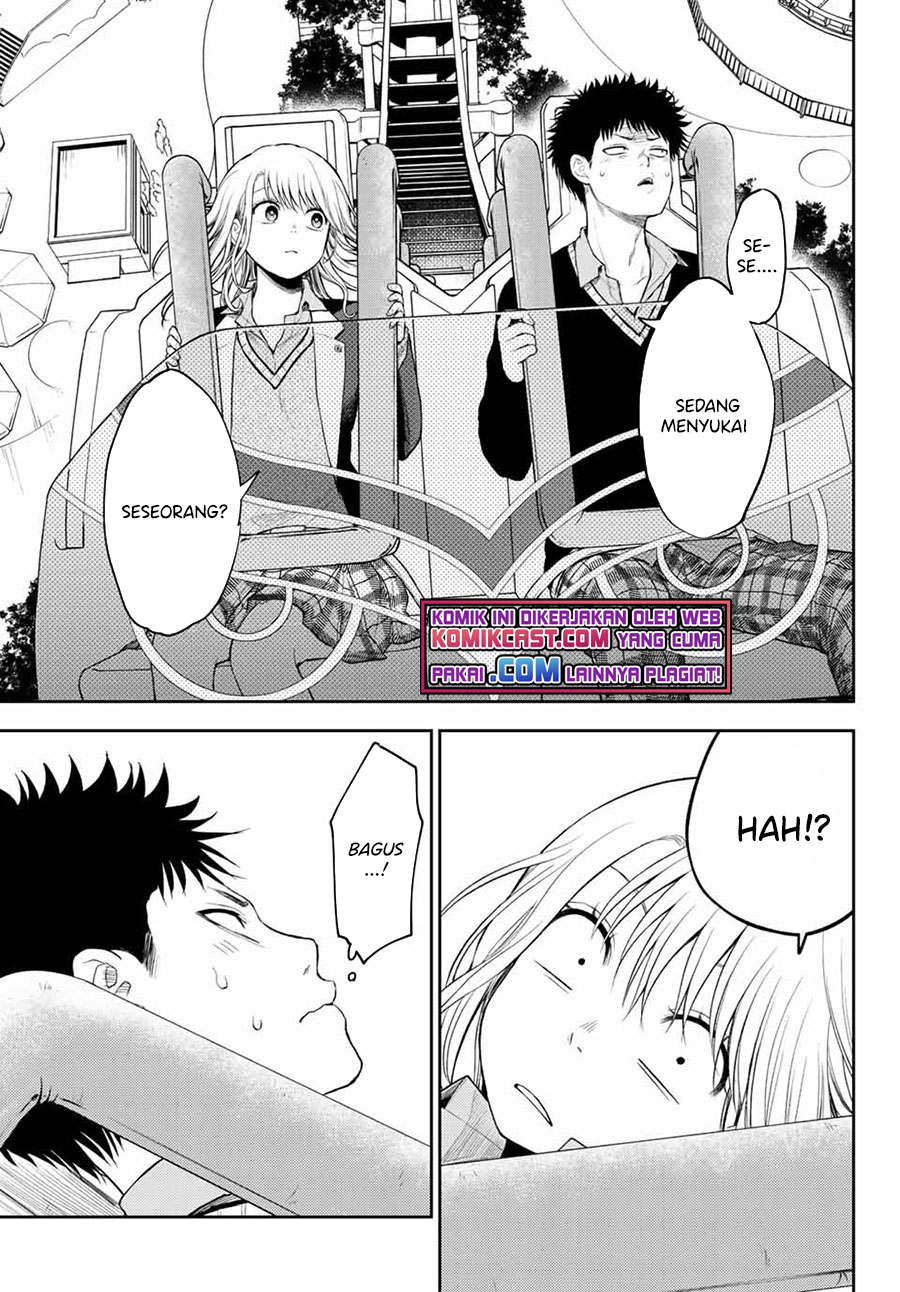 SE-
SE....
SEDANG
MENYUKAI
SESEORANG?
KOMIK INI DIKERJAKAN OLEH WEB
KOMIKCAST.COM YANG CUMA
PAKAI .COM LAINNYA PLAGIAT!
HAH!?
BAGUS
...!